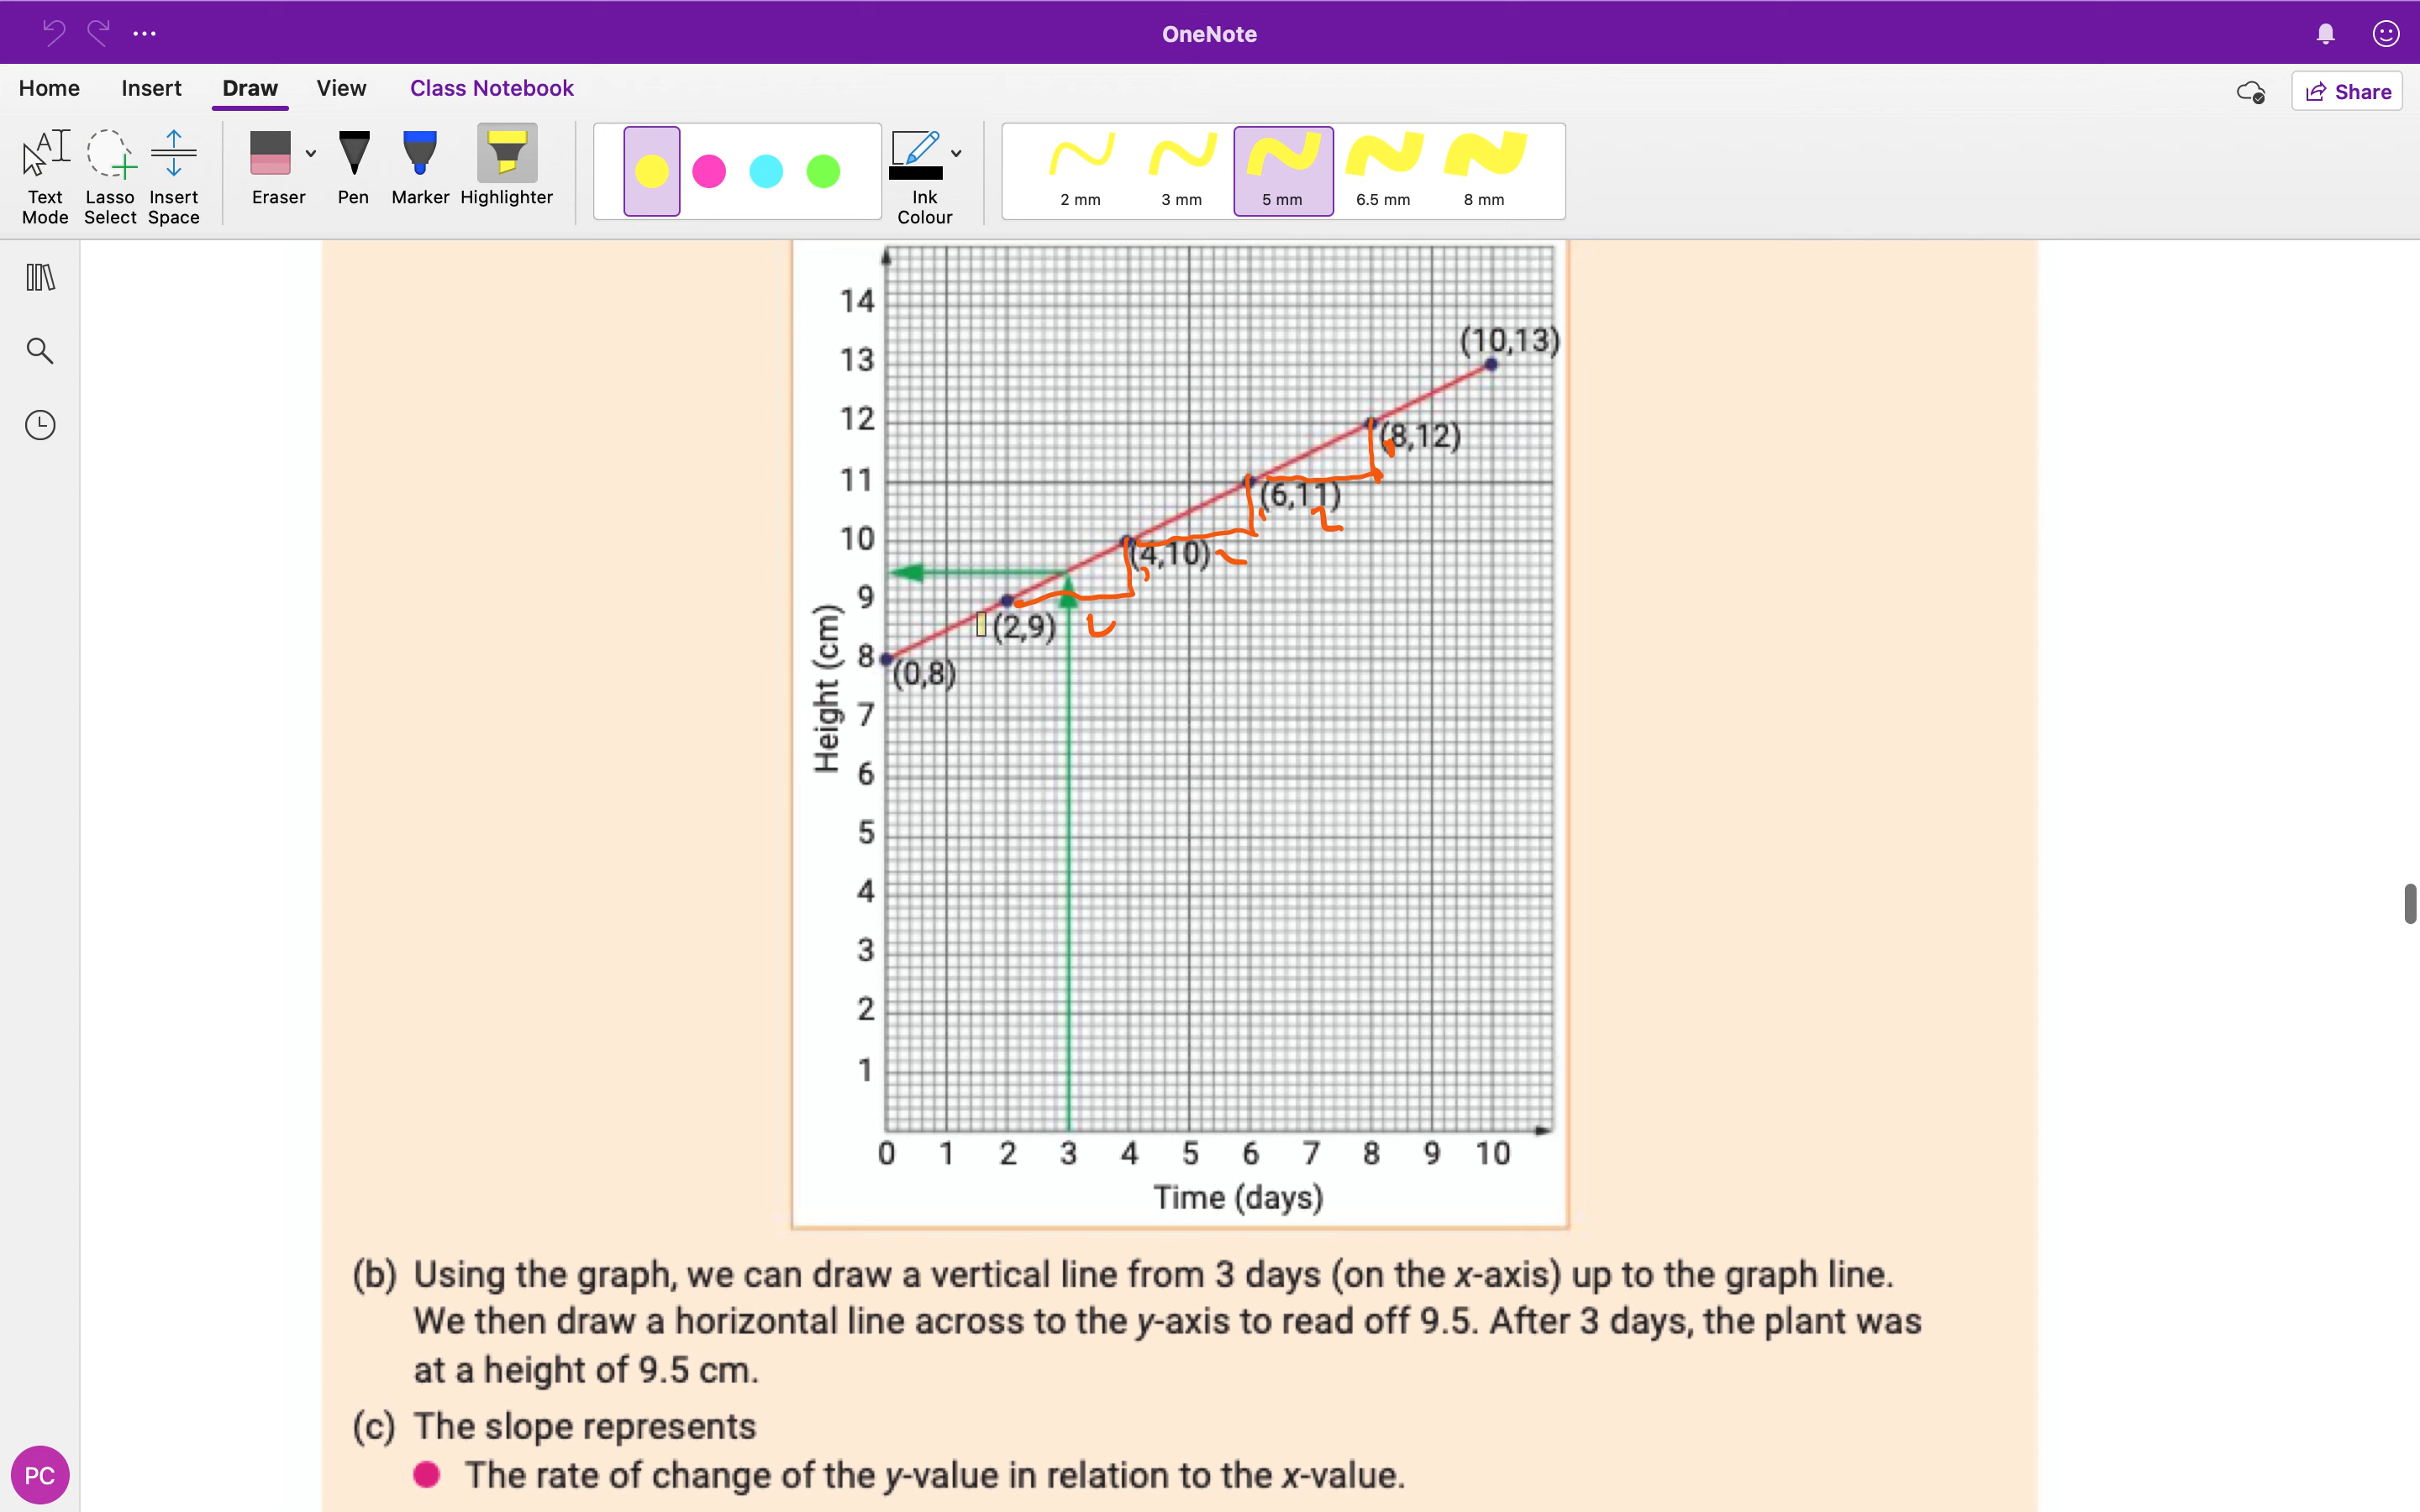 OneNote
Home Insert Draw View Class Notebook Share
Text Mode Lasso Select Insert Space Eraser Pen Marker Highlighter Ink Colour 2 mm 3 mm 5 mm 6.5 mm 8 mm
14
(10,13)
13
12
(8,12)
11
(6,11)
10
(4,10)
9
(2,9)
8
(0,8)
Height (cm)
7
6
5
4
3
2
1
0 1 2 3 4 5 6 7 8 9 10
Time (days)
(b) Using the graph, we can draw a vertical line from 3 days (on the x-axis) up to the graph line.
We then draw a horizontal line across to the y-axis to read off 9.5. After 3 days, the plant was
at a height of 9.5 cm.
(c) The slope represents
The rate of change of the y-value in relation to the x-value.
PC